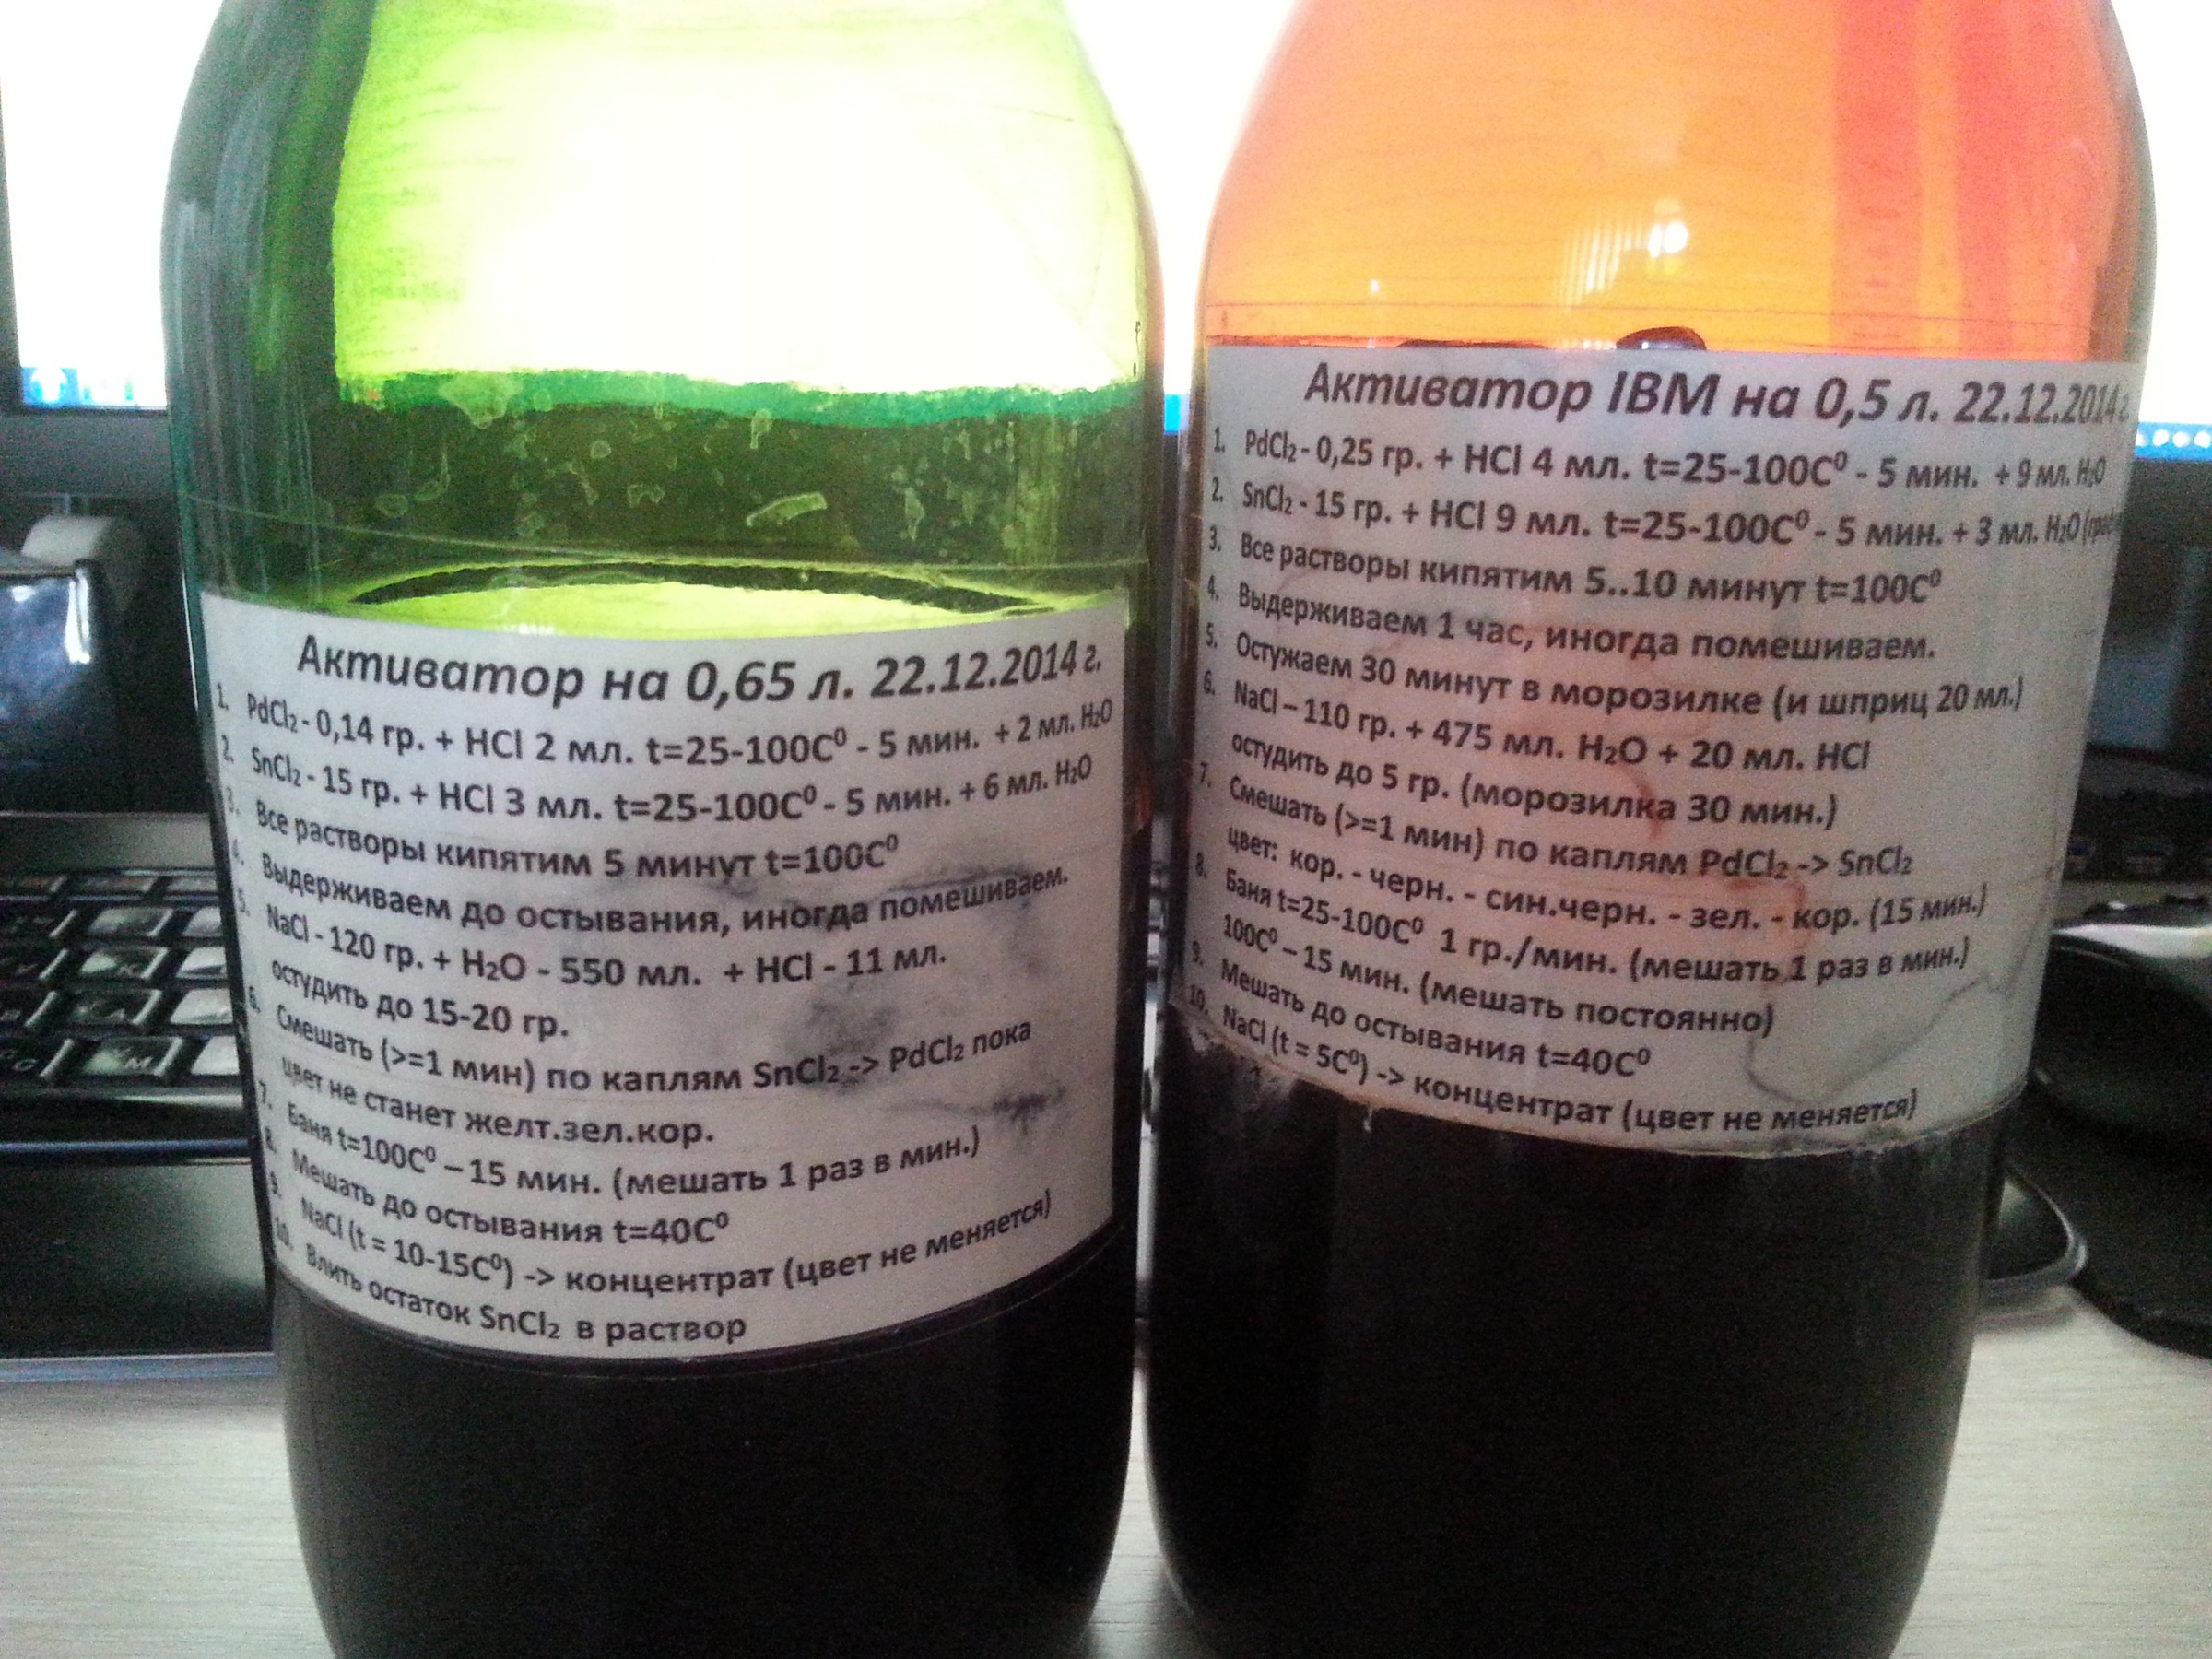 Активатор на 0,65 л. 22.12.2014 г.
1. PdCl₂ - 0,14 гр. + HCl 2 мл. t=25-100C⁰ - 5 мин. + 2 мл. H₂O
2. SnCl₂ - 15 гр. + HCl 3 мл. t=25-100C⁰ - 5 мин. + 6 мл. H₂O
3. Все растворы кипятим 5 минут t=100C⁰
4. Выдерживаем до остывания, иногда помешиваем.
5. NaCl - 120 гр. + H₂O - 550 мл. + HCl - 11 мл.
остудить до 15-20 гр.
6. Смешать (>=1 мин) по каплям SnCl₂ -> PdCl₂ пока
цвет не станет желт.зел.кор.
7. Баня t=100C⁰ – 15 мин. (мешать 1 раз в мин.)
8. Мешать до остывания t=40C⁰
9. NaCl (t = 10-15C⁰) -> концентрат (цвет не меняется)
10. Влить остаток SnCl₂ в раствор
Активатор IBM на 0,5 л. 22.12.2014 г.
1. PdCl₂ - 0,25 гр. + HCl 4 мл. t=25-100C⁰ - 5 мин. + 9 мл. H₂O
2. SnCl₂ - 15 гр. + HCl 9 мл. t=25-100C⁰ - 5 мин. + 3 мл. H₂O
3. Все растворы кипятим 5..10 минут t=100C⁰
4. Выдерживаем 1 час, иногда помешиваем.
5. Остужаем 30 минут в морозилке (и шприц 20 мл.)
6. NaCl – 110 гр. + 475 мл. H₂O + 20 мл. HCl
остудить до 5 гр. (морозилка 30 мин.)
7. Смешать (>=1 мин) по каплям PdCl₂ -> SnCl₂
цвет: кор. - черн. - син.черн. - зел. - кор. (15 мин.)
8. Баня t=25-100C⁰ 1 гр./мин. (мешать 1 раз в мин.)
100C⁰ – 15 мин. (мешать постоянно)
9. Мешать до остывания t=40C⁰
10. NaCl (t = 5C⁰) -> концентрат (цвет не меняется)